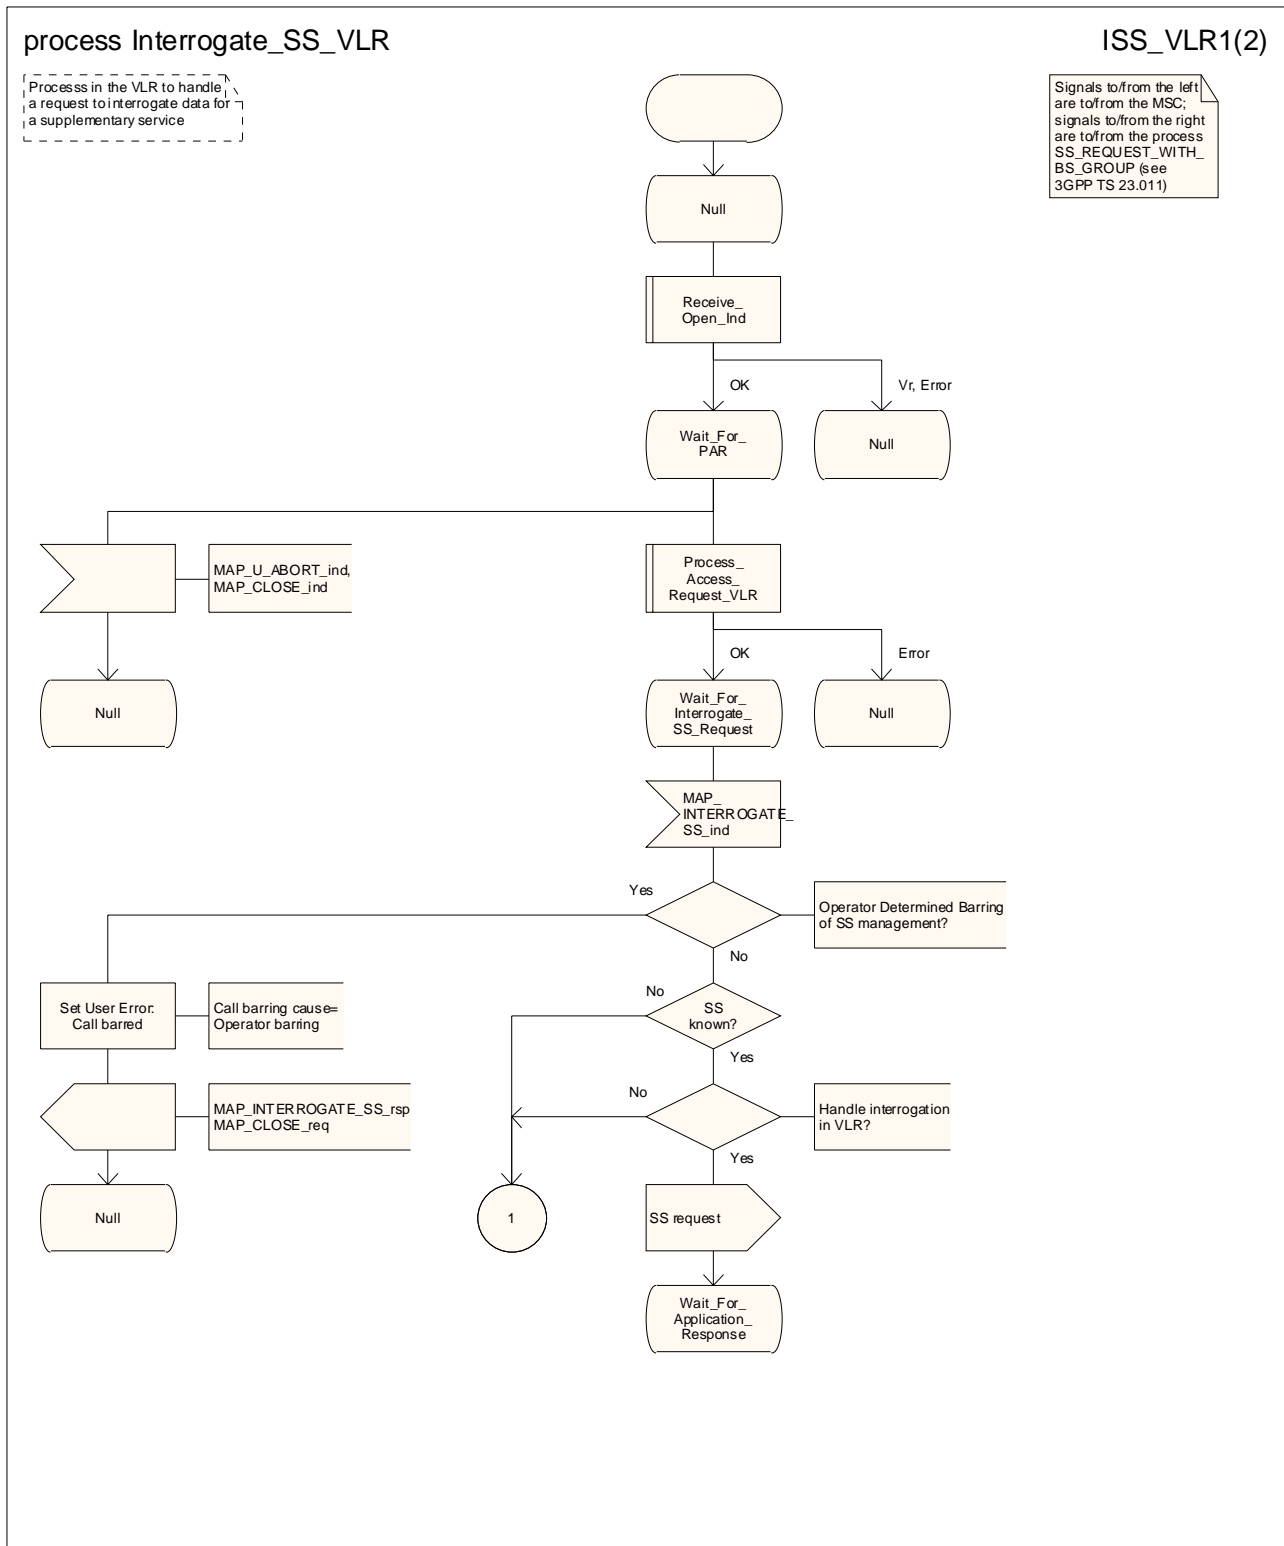 process Interrogate_SS_VLR
ISS_VLR1(2)
Processs in the VLR to handle
a request to interrogate data for
a supplementary service
Signals to/from the left
are to/from the MSC;
signals to/from the right
are to/from the process
SS_REQUEST_WITH_
BS_GROUP (see
3GPP TS 23.011)
Null
Receive_
Open_Ind
OK
Vr, Error
Wait_For_
PAR
Null
MAP_U_ABORT_ind,
MAP_CLOSE_ind
Process_
Access_
Request_VLR
OK
Error
Null
Wait_For_
Interrogate_
SS_Request
Null
MAP_
INTERROGATE_
SS_ind
Yes
Operator Determined Barring
of SS management?
No
Set User Error:
Call barred
Call barring cause=
Operator barring
No
SS
known?
Yes
MAP_INTERROGATE_SS_rsp
MAP_CLOSE_req
No
Handle interrogation
in VLR?
Yes
Null
1
SS request
Wait_For_
Application_
Response